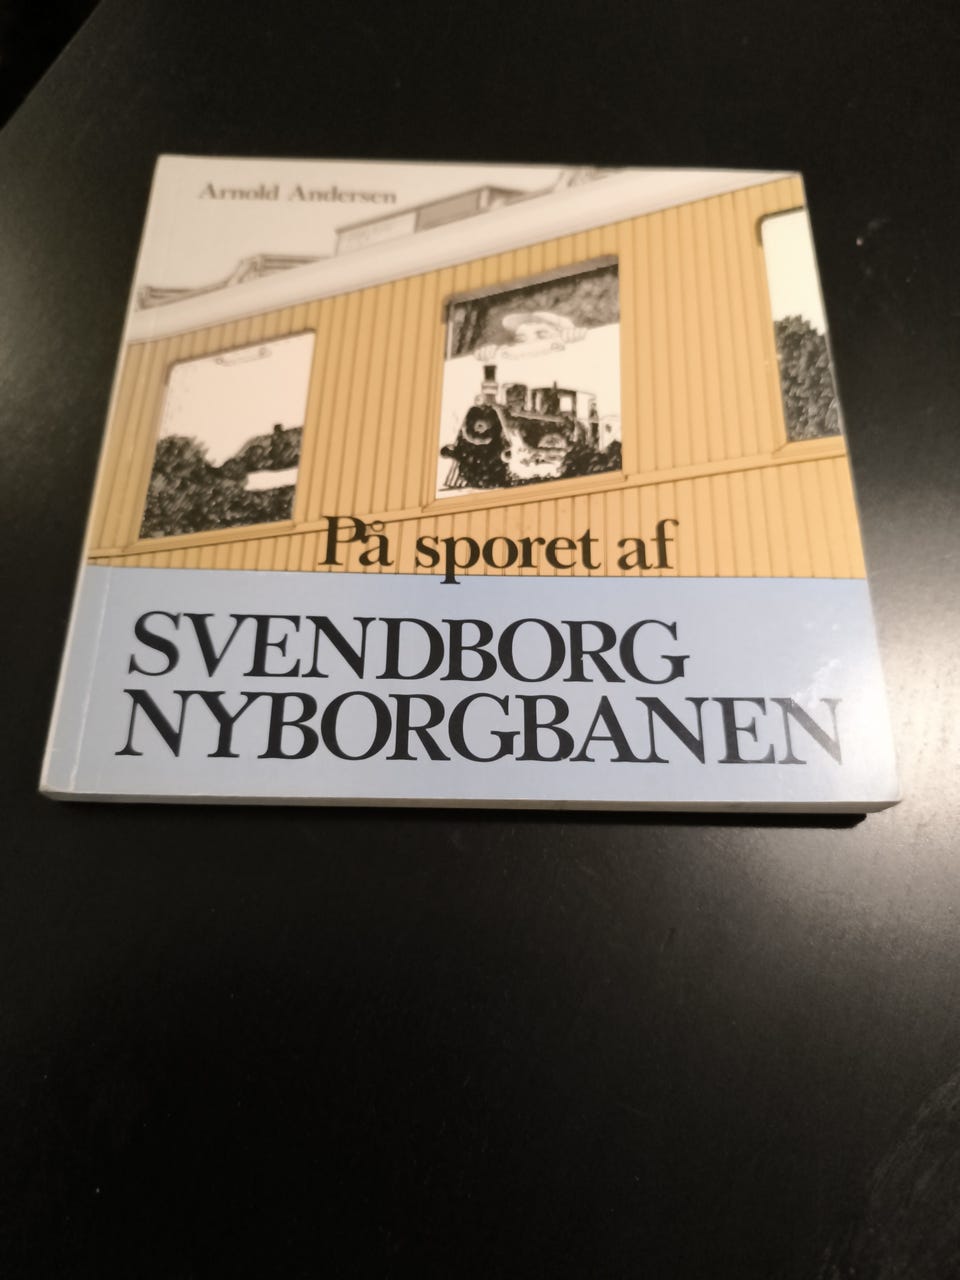 Arnold Andersen
På sporet af
SVENDBORG
NYBORGBANEN